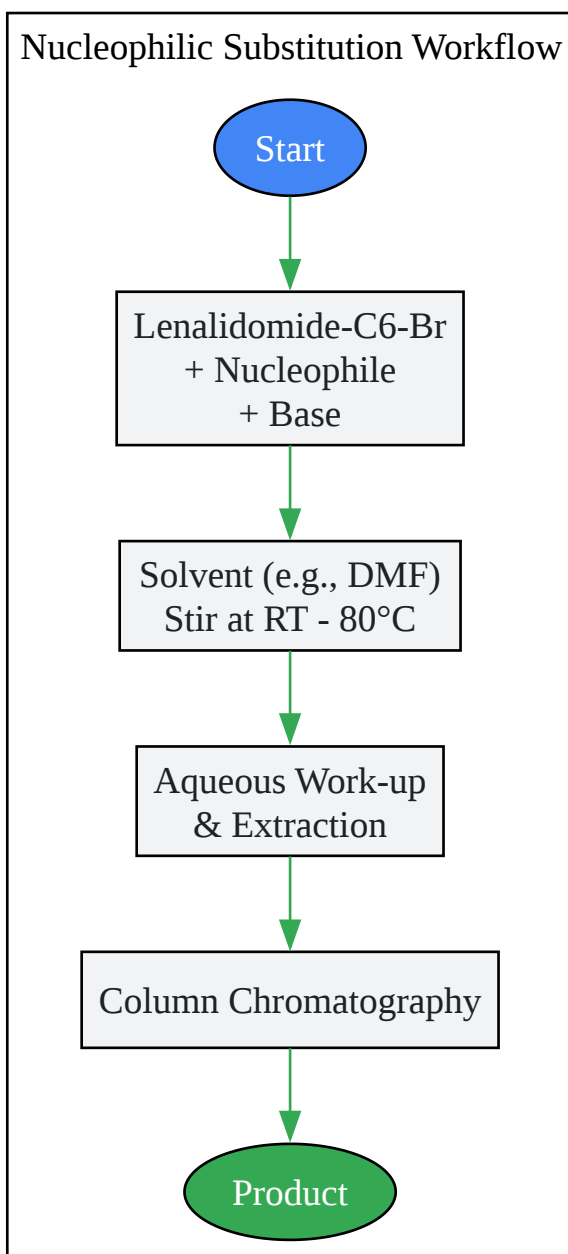 Nucleophilic Substitution Workflow
Start
Lenalidomide-C6-Br
+ Nucleophile
+ Base
Solvent (e.g., DMF)
Stir at RT - 80°C
Aqueous Work-up
& Extraction
Column Chromatography
Product